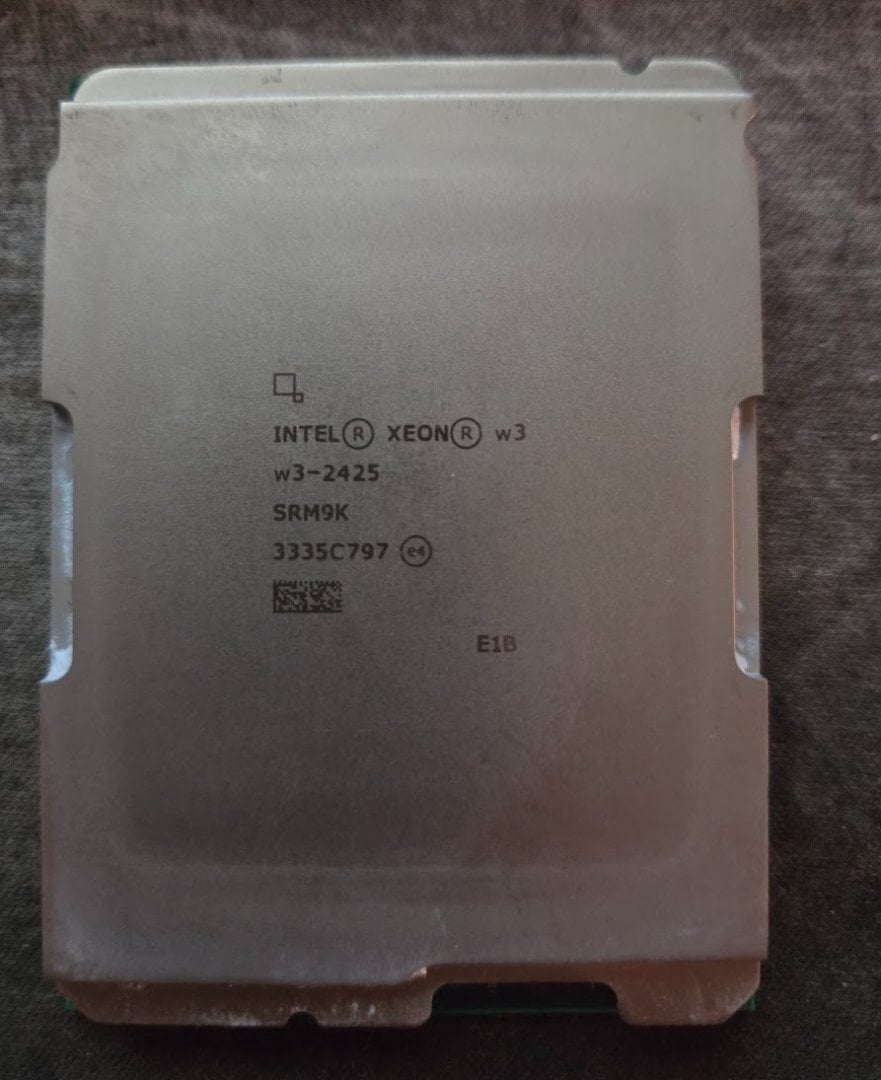 INTEL® XEON® w3
w3-2425
SRM9K
3335C797 e4
E1B